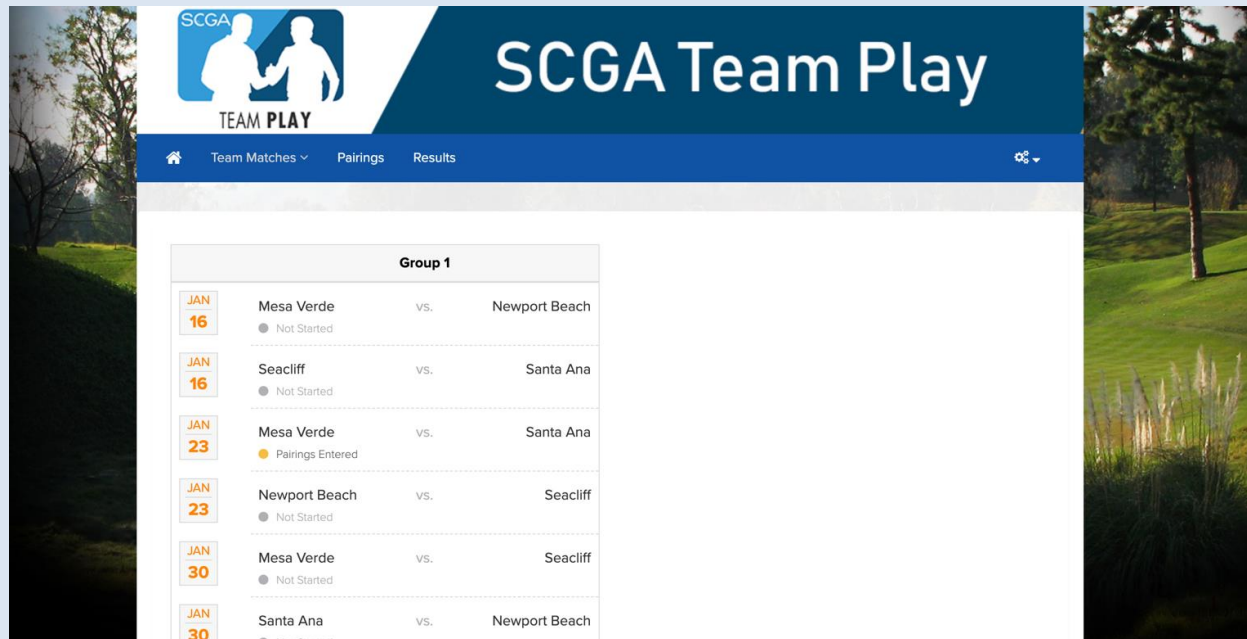 SCGA
TEAM PLAY
SCGA Team Play
Team Matches Pairings Results
Group 1
JAN
16
Mesa Verde vs. Newport Beach
Not Started
JAN
16
Seacliff vs. Santa Ana
Not Started
JAN
23
Mesa Verde vs. Santa Ana
Pairings Entered
JAN
23
Newport Beach vs. Seacliff
Not Started
JAN
30
Mesa Verde vs. Seacliff
Not Started
JAN
30
Santa Ana vs. Newport Beach